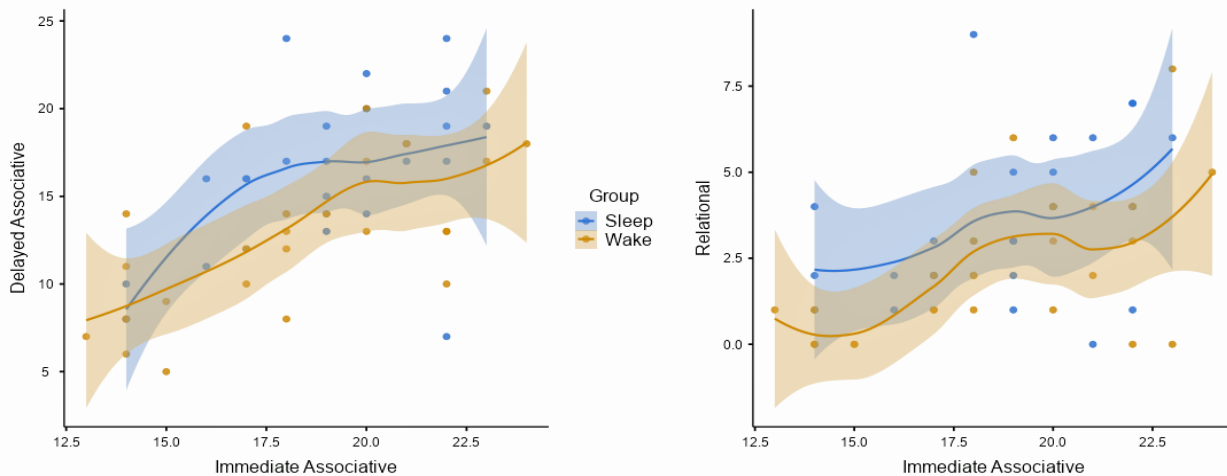 25
20
15
10
5
Delayed Associative
12.5 15.0 17.5 20.0 22.5
Immediate Associative
Group
Sleep
Wake
7.5
5.0
2.5
0.0
Relational
12.5 15.0 17.5 20.0 22.5
Immediate Associative